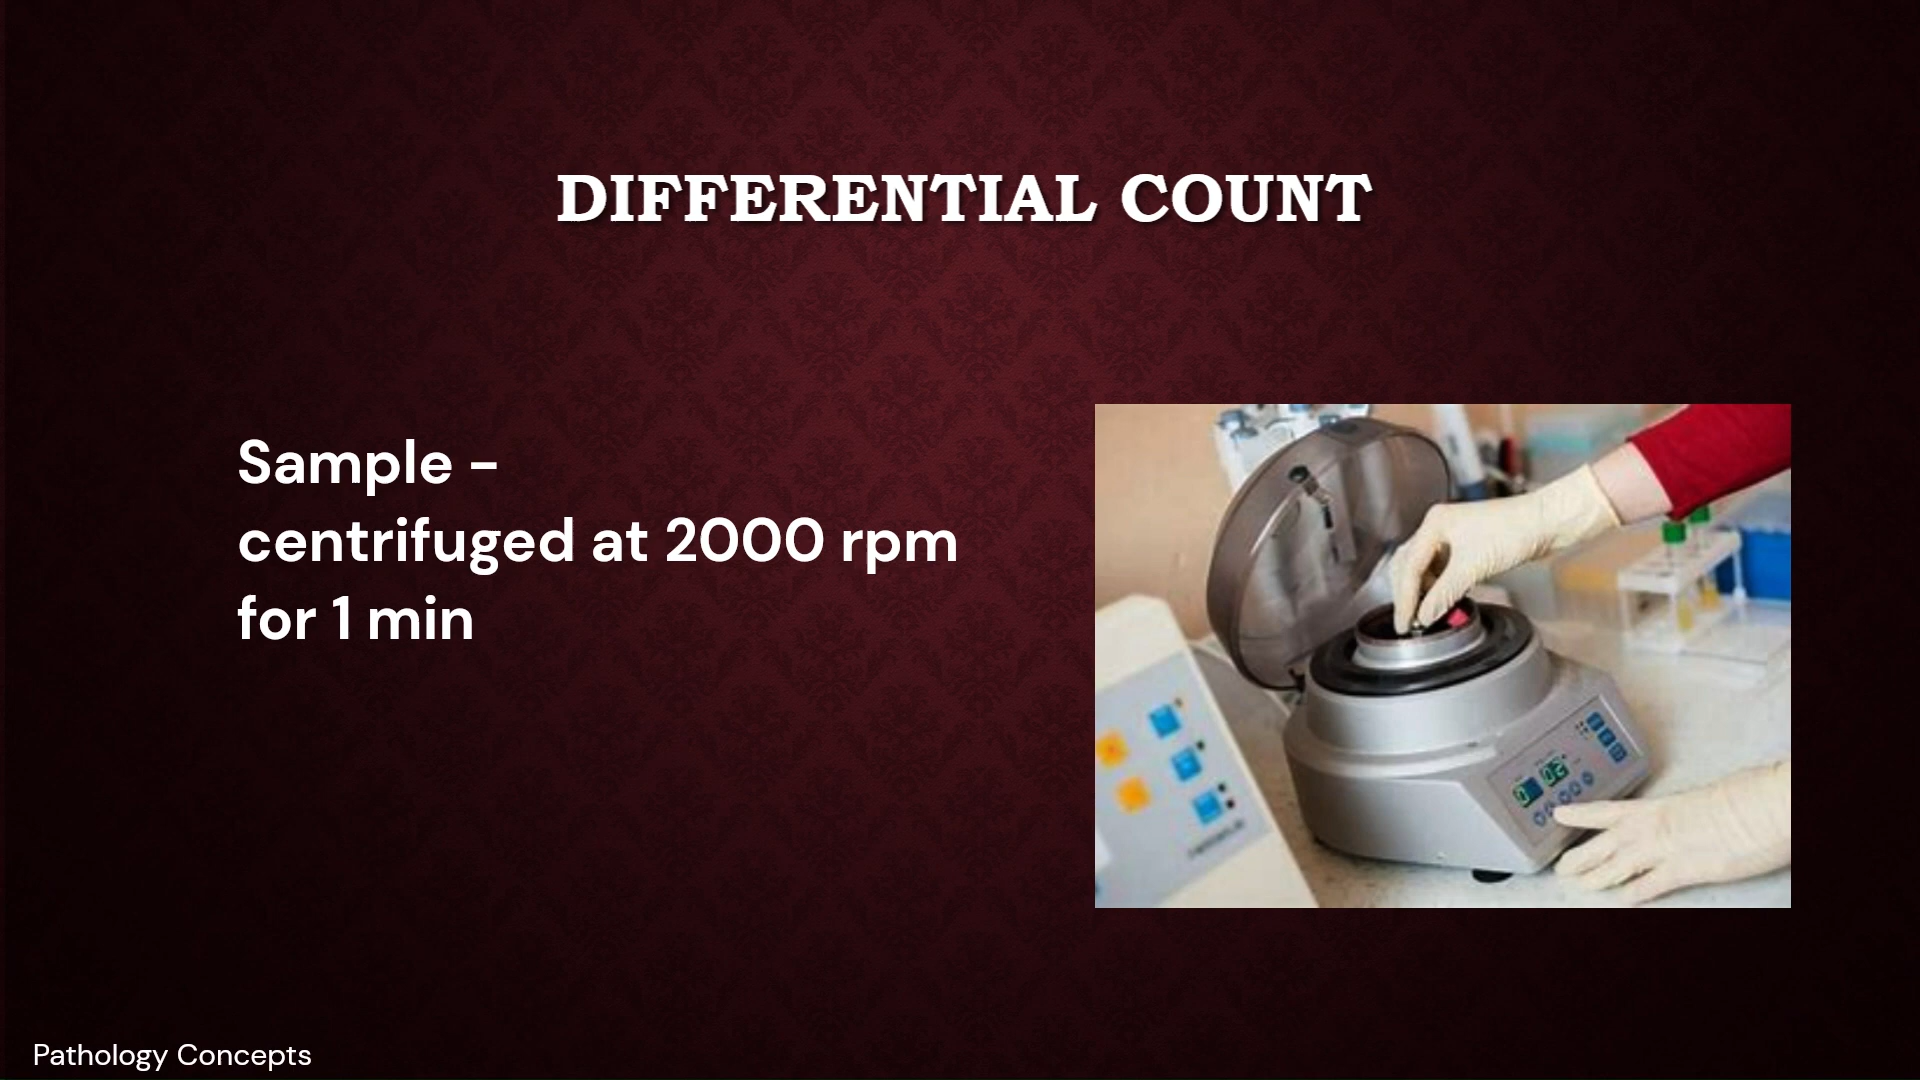 DIFFERENTIAL COUNT
Sample -
centrifuged at 2000 rpm
for 1 min
Pathology Concepts